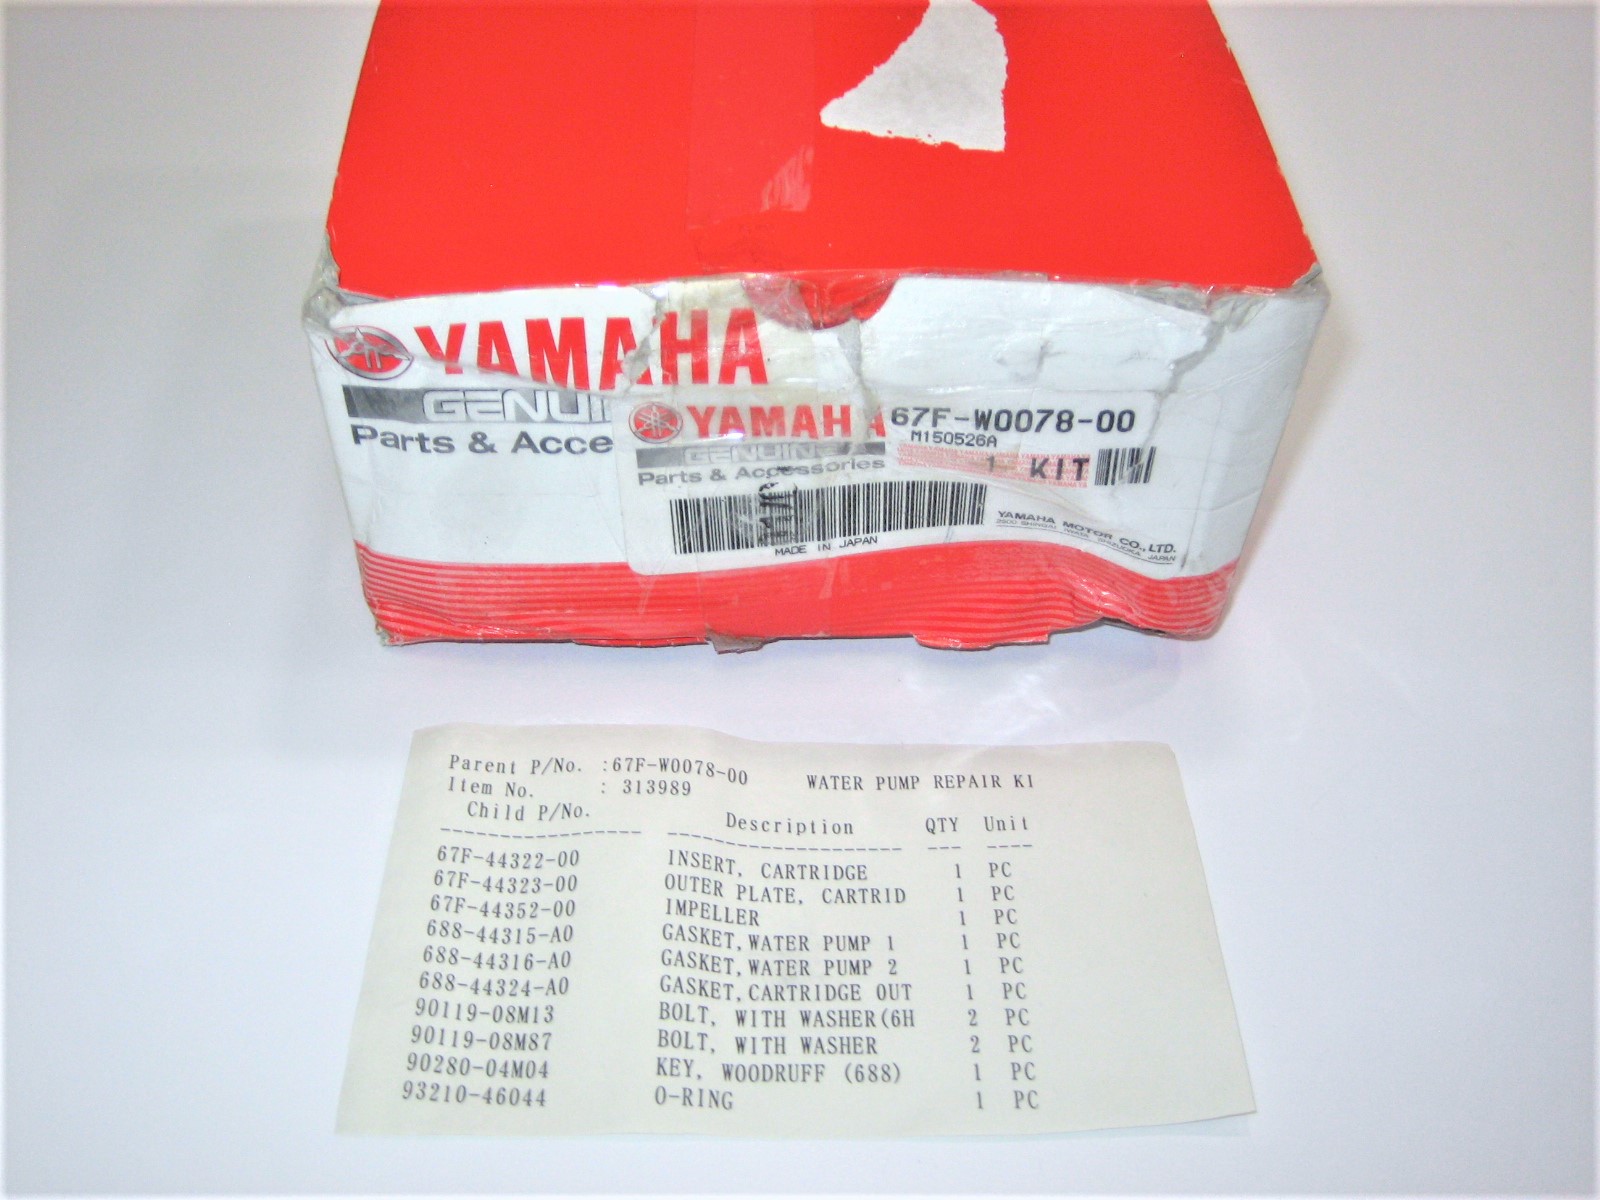 YAMAHA
GENUI
Parts & Acce
YAMAHA
GENUINE
Parts & Accessories
67F-W0078-00
M150526A
1 KIT
MADE IN JAPAN
YAMAHA MOTOR CO., LTD.
2500 SHINGAI IWATA SHIZUOKA JAPAN
Parent P/No. :67F-W0078-00 WATER PUMP REPAIR KI
Item No. : 313989
Child P/No. Description QTY Unit
67F-44322-00 INSERT, CARTRIDGE 1 PC
67F-44323-00 OUTER PLATE, CARTRID 1 PC
67F-44352-00 IMPELLER 1 PC
688-44315-A0 GASKET,WATER PUMP 1 1 PC
688-44316-A0 GASKET,WATER PUMP 2 1 PC
688-44324-A0 GASKET,CARTRIDGE OUT 1 PC
90119-08M13 BOLT, WITH WASHER(6H 2 PC
90119-08M87 BOLT, WITH WASHER 2 PC
90280-04M04 KEY, WOODRUFF (688) 1 PC
93210-46044 O-RING 1 PC